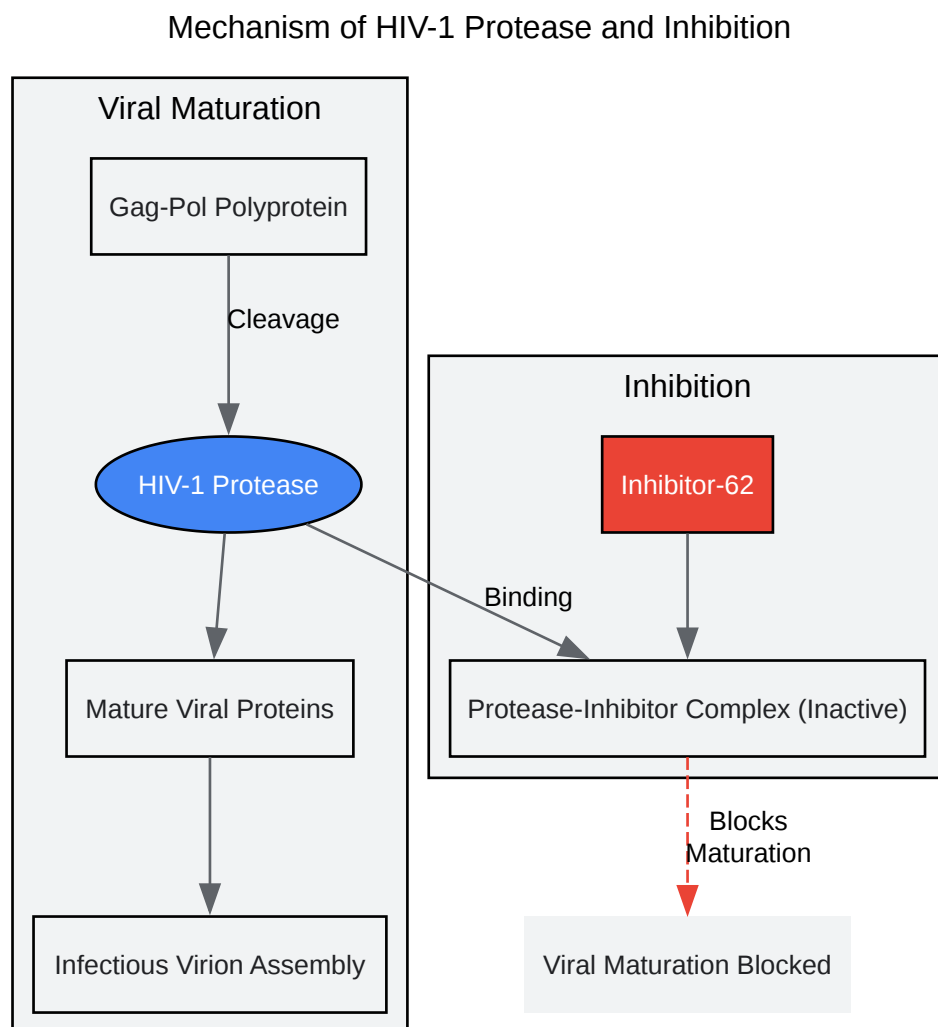 Mechanism of HIV-1 Protease and Inhibition
Viral Maturation
Gag-Pol Polyprotein
Cleavage
HIV-1 Protease
Mature Viral Proteins
Infectious Virion Assembly
Inhibition
Inhibitor-62
Binding
Protease-Inhibitor Complex (Inactive)
Blocks
Maturation
Viral Maturation Blocked